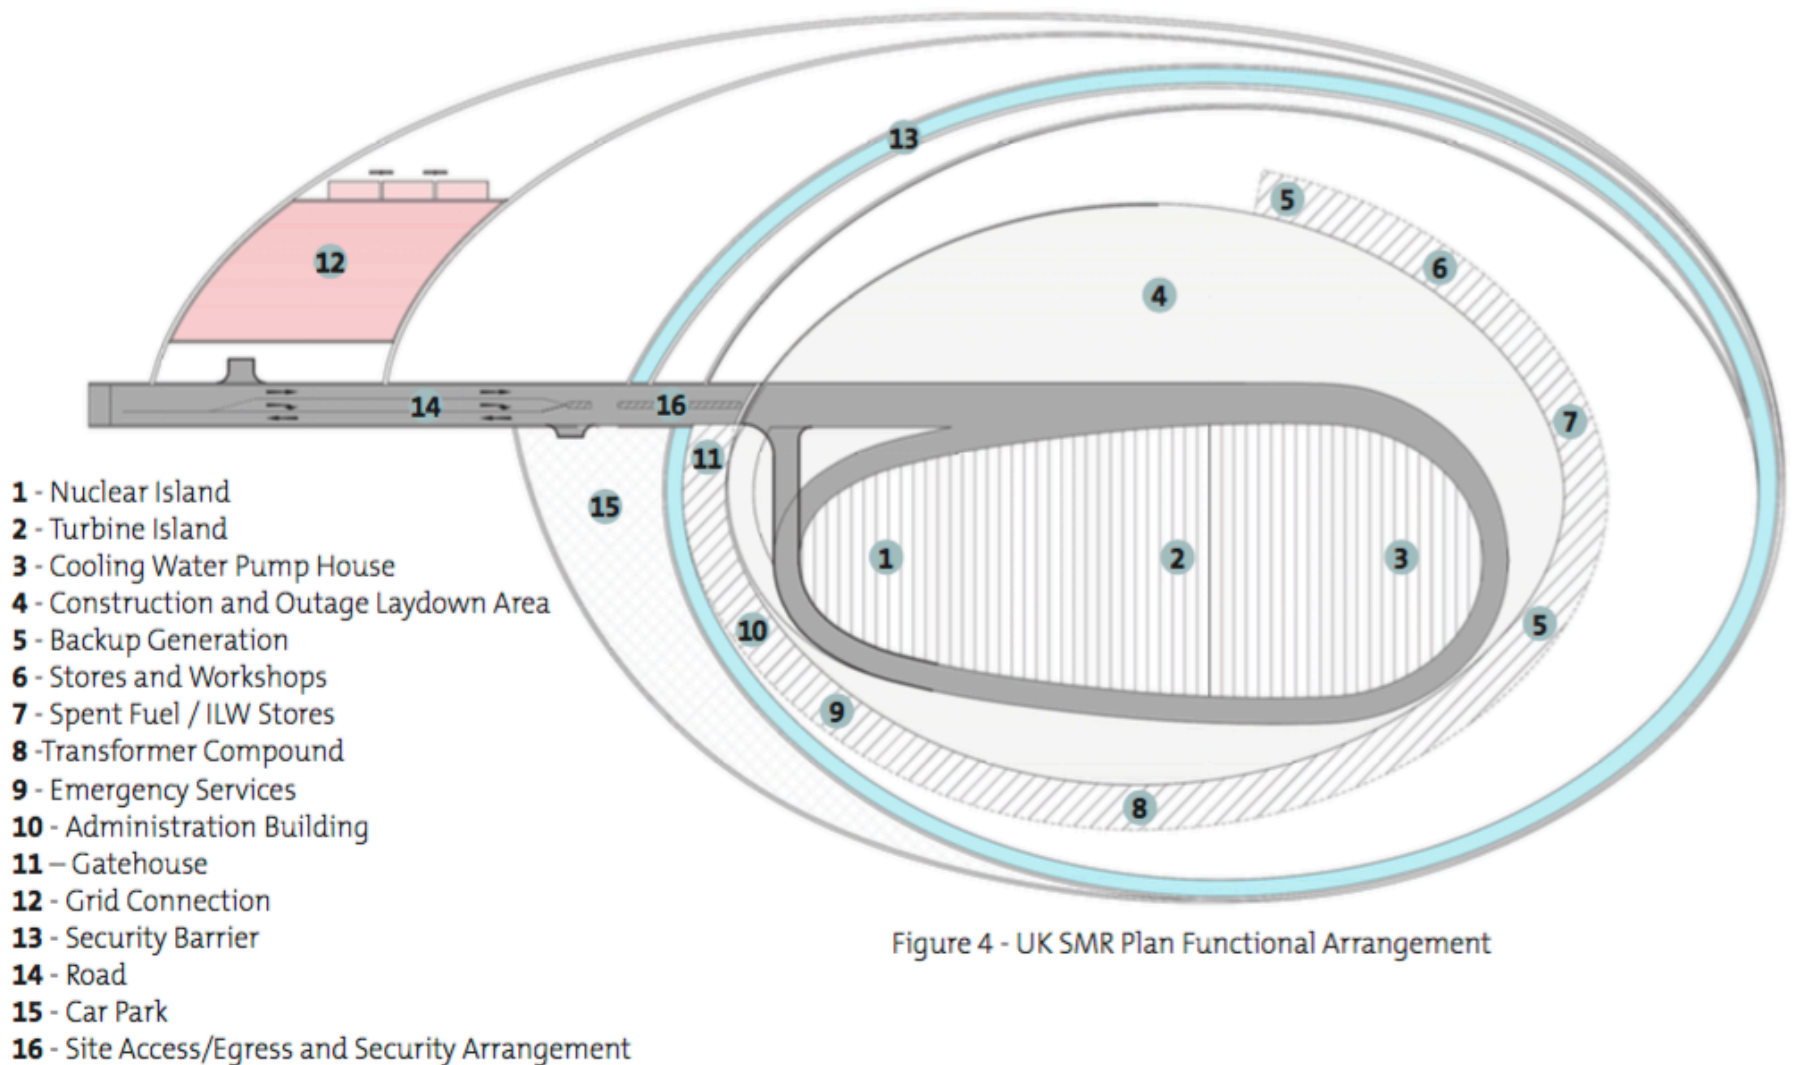 13
5
12
6
4
14
16
7
11
15
1
2
3
5
10
9
8
1 - Nuclear Island
2 - Turbine Island
3 - Cooling Water Pump House
4 - Construction and Outage Laydown Area
5 - Backup Generation
6 - Stores and Workshops
7 - Spent Fuel / ILW Stores
8 -Transformer Compound
9 - Emergency Services
10 - Administration Building
11 – Gatehouse
12 - Grid Connection
13 - Security Barrier
14 - Road
15 - Car Park
16 - Site Access/Egress and Security Arrangement
Figure 4 - UK SMR Plan Functional Arrangement